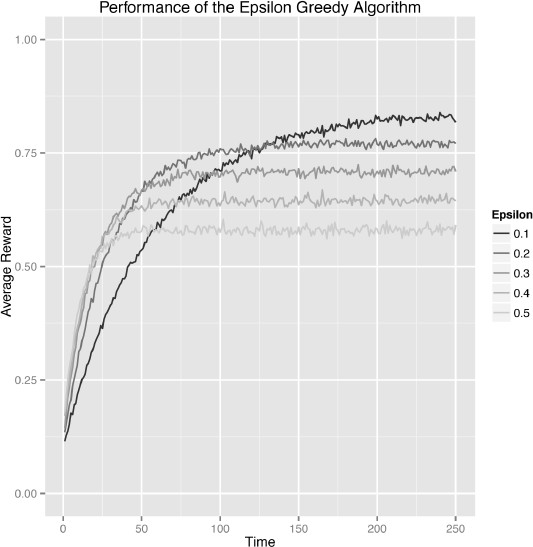 Performance of the Epsilon Greedy Algorithm
1.00
0.75
0.50
0.25
0.00
Average Reward
0 50 100 150 200 250
Time
Epsilon
0.1
0.2
0.3
0.4
0.5